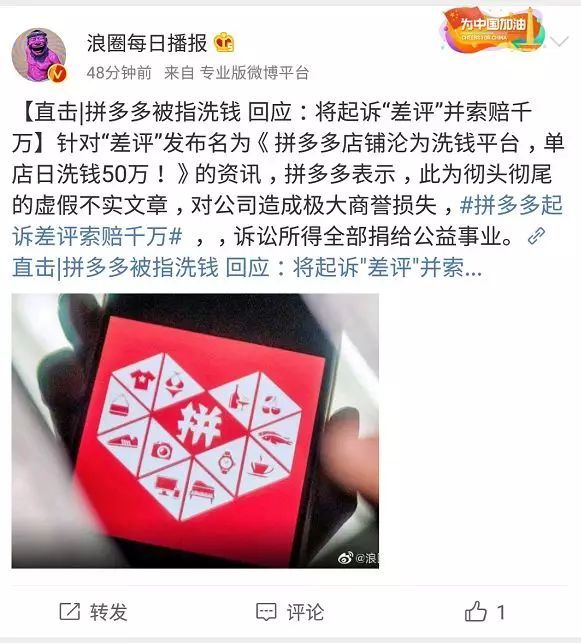 浪圈每日播报
为中国加油
CHEER FOR CHINA
48分钟前 来自 专业版微博平台
【直击|拼多多被指洗钱 回应：将起诉“差评”并索赔千
万】针对“差评”发布名为《 拼多多店铺沦为洗钱平台，单
店日洗钱50万！》的资讯，拼多多表示，此为彻头彻尾
的虚假不实文章，对公司造成极大商誉损失，#拼多多起
诉差评索赔千万# ，，诉讼所得全部捐给公益事业。
直击|拼多多被指洗钱 回应：将起诉"差评"并索...
拼
@浪
转发
评论
1